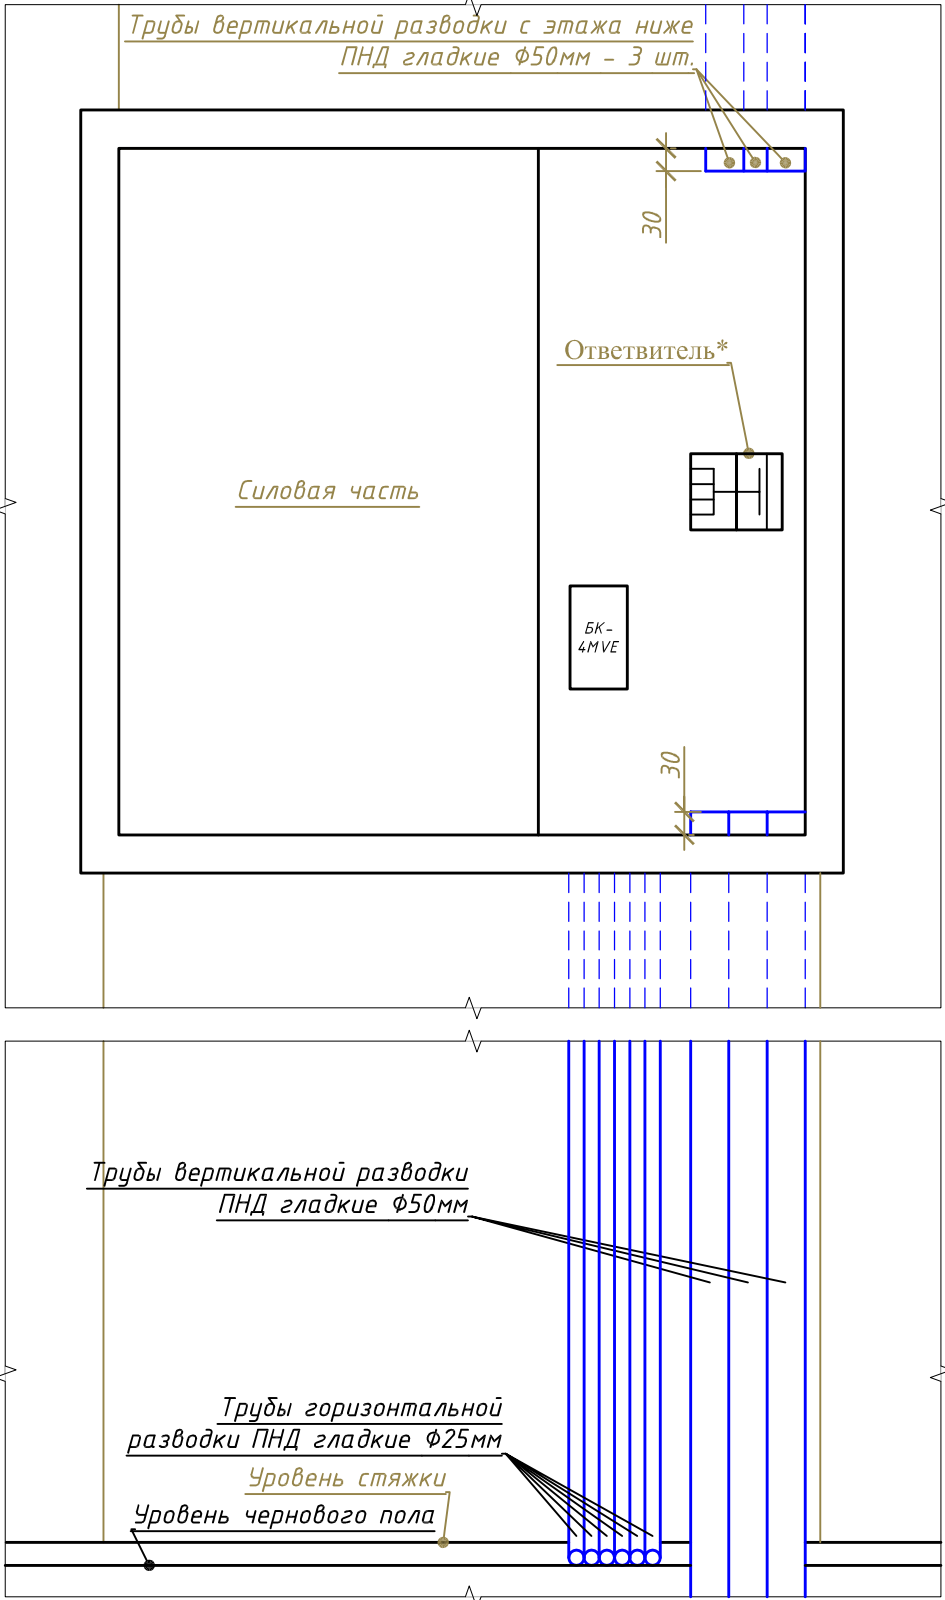 Трубы вертикальной разводки с этажа ниже
ПНД гладкие Ф50мм - 3 шт.
30
Ответвитель*
Силовая часть
БК-
4MVE
30
Трубы вертикальной разводки
ПНД гладкие Ф50мм
Трубы горизонтальной
разводки ПНД гладкие Ф25мм
Уровень стяжки
Уровень чернового пола